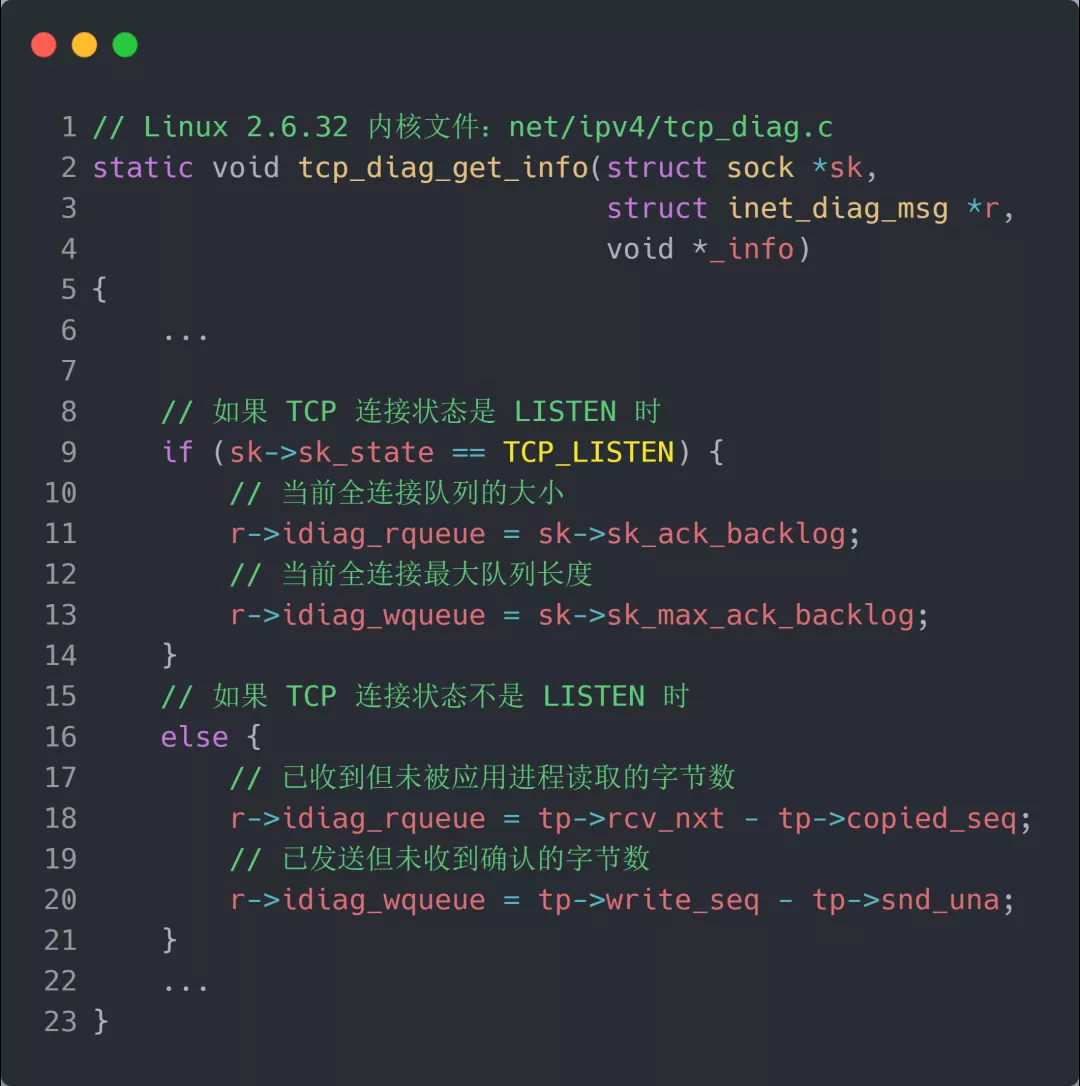 1 // Linux 2.6.32 内核文件：net/ipv4/tcp_diag.c
2 static void tcp_diag_get_info(struct sock *sk,
3                               struct inet_diag_msg *r,
4                               void *_info)
5 {
6     ...
7
8     // 如果 TCP 连接状态是 LISTEN 时
9     if (sk->sk_state == TCP_LISTEN) {
10         // 当前全连接队列的大小
11         r->idiag_rqueue = sk->sk_ack_backlog;
12         // 当前全连接最大队列长度
13         r->idiag_wqueue = sk->sk_max_ack_backlog;
14     }
15     // 如果 TCP 连接状态不是 LISTEN 时
16     else {
17         // 已收到但未被应用进程读取的字节数
18         r->idiag_rqueue = tp->rcv_nxt - tp->copied_seq;
19         // 已发送但未收到确认的字节数
20         r->idiag_wqueue = tp->write_seq - tp->snd_una;
21     }
22     ...
23 }